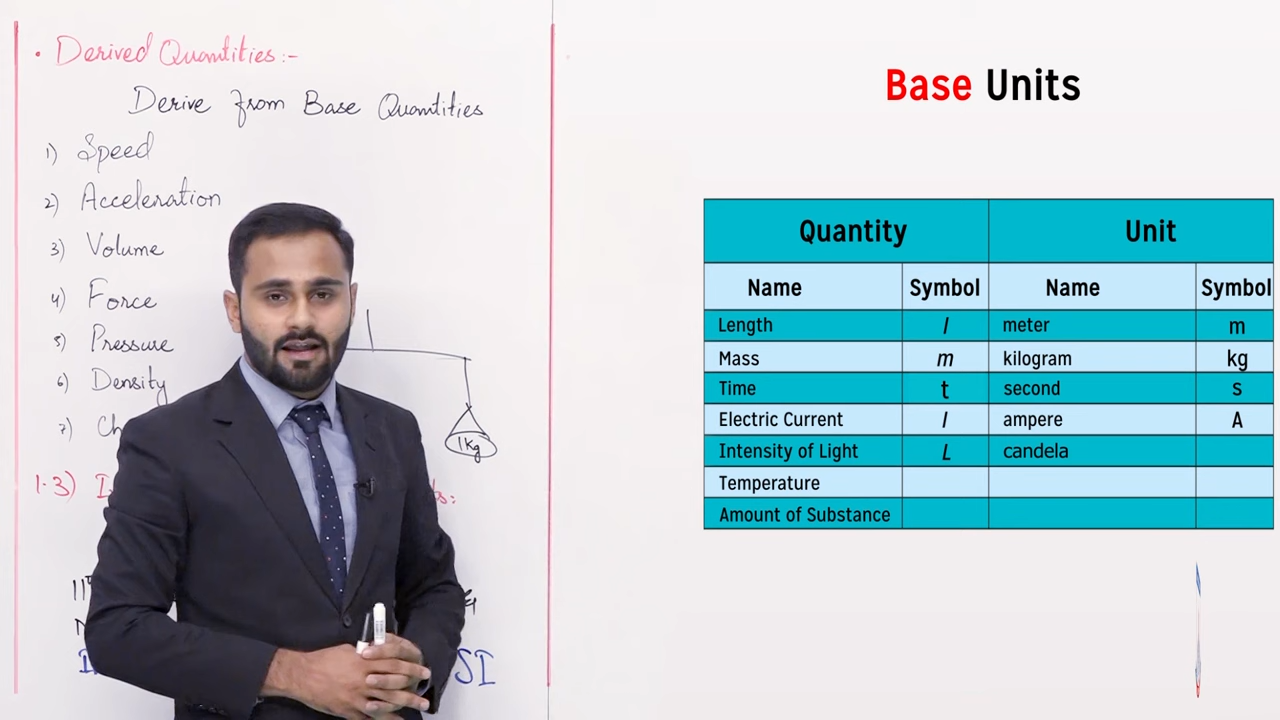 • Derived Quantities:-
Derive from Base Quantities
1) Speed
2) Acceleration
3) Volume
4) Force
5) Pressure
6) Density
7) Ch
1kg
1.3)
SI
Base Units
Quantity Unit
Name Symbol Name Symbol
Length l meter m
Mass m kilogram kg
Time t second s
Electric Current I ampere A
Intensity of Light L candela
Temperature
Amount of Substance